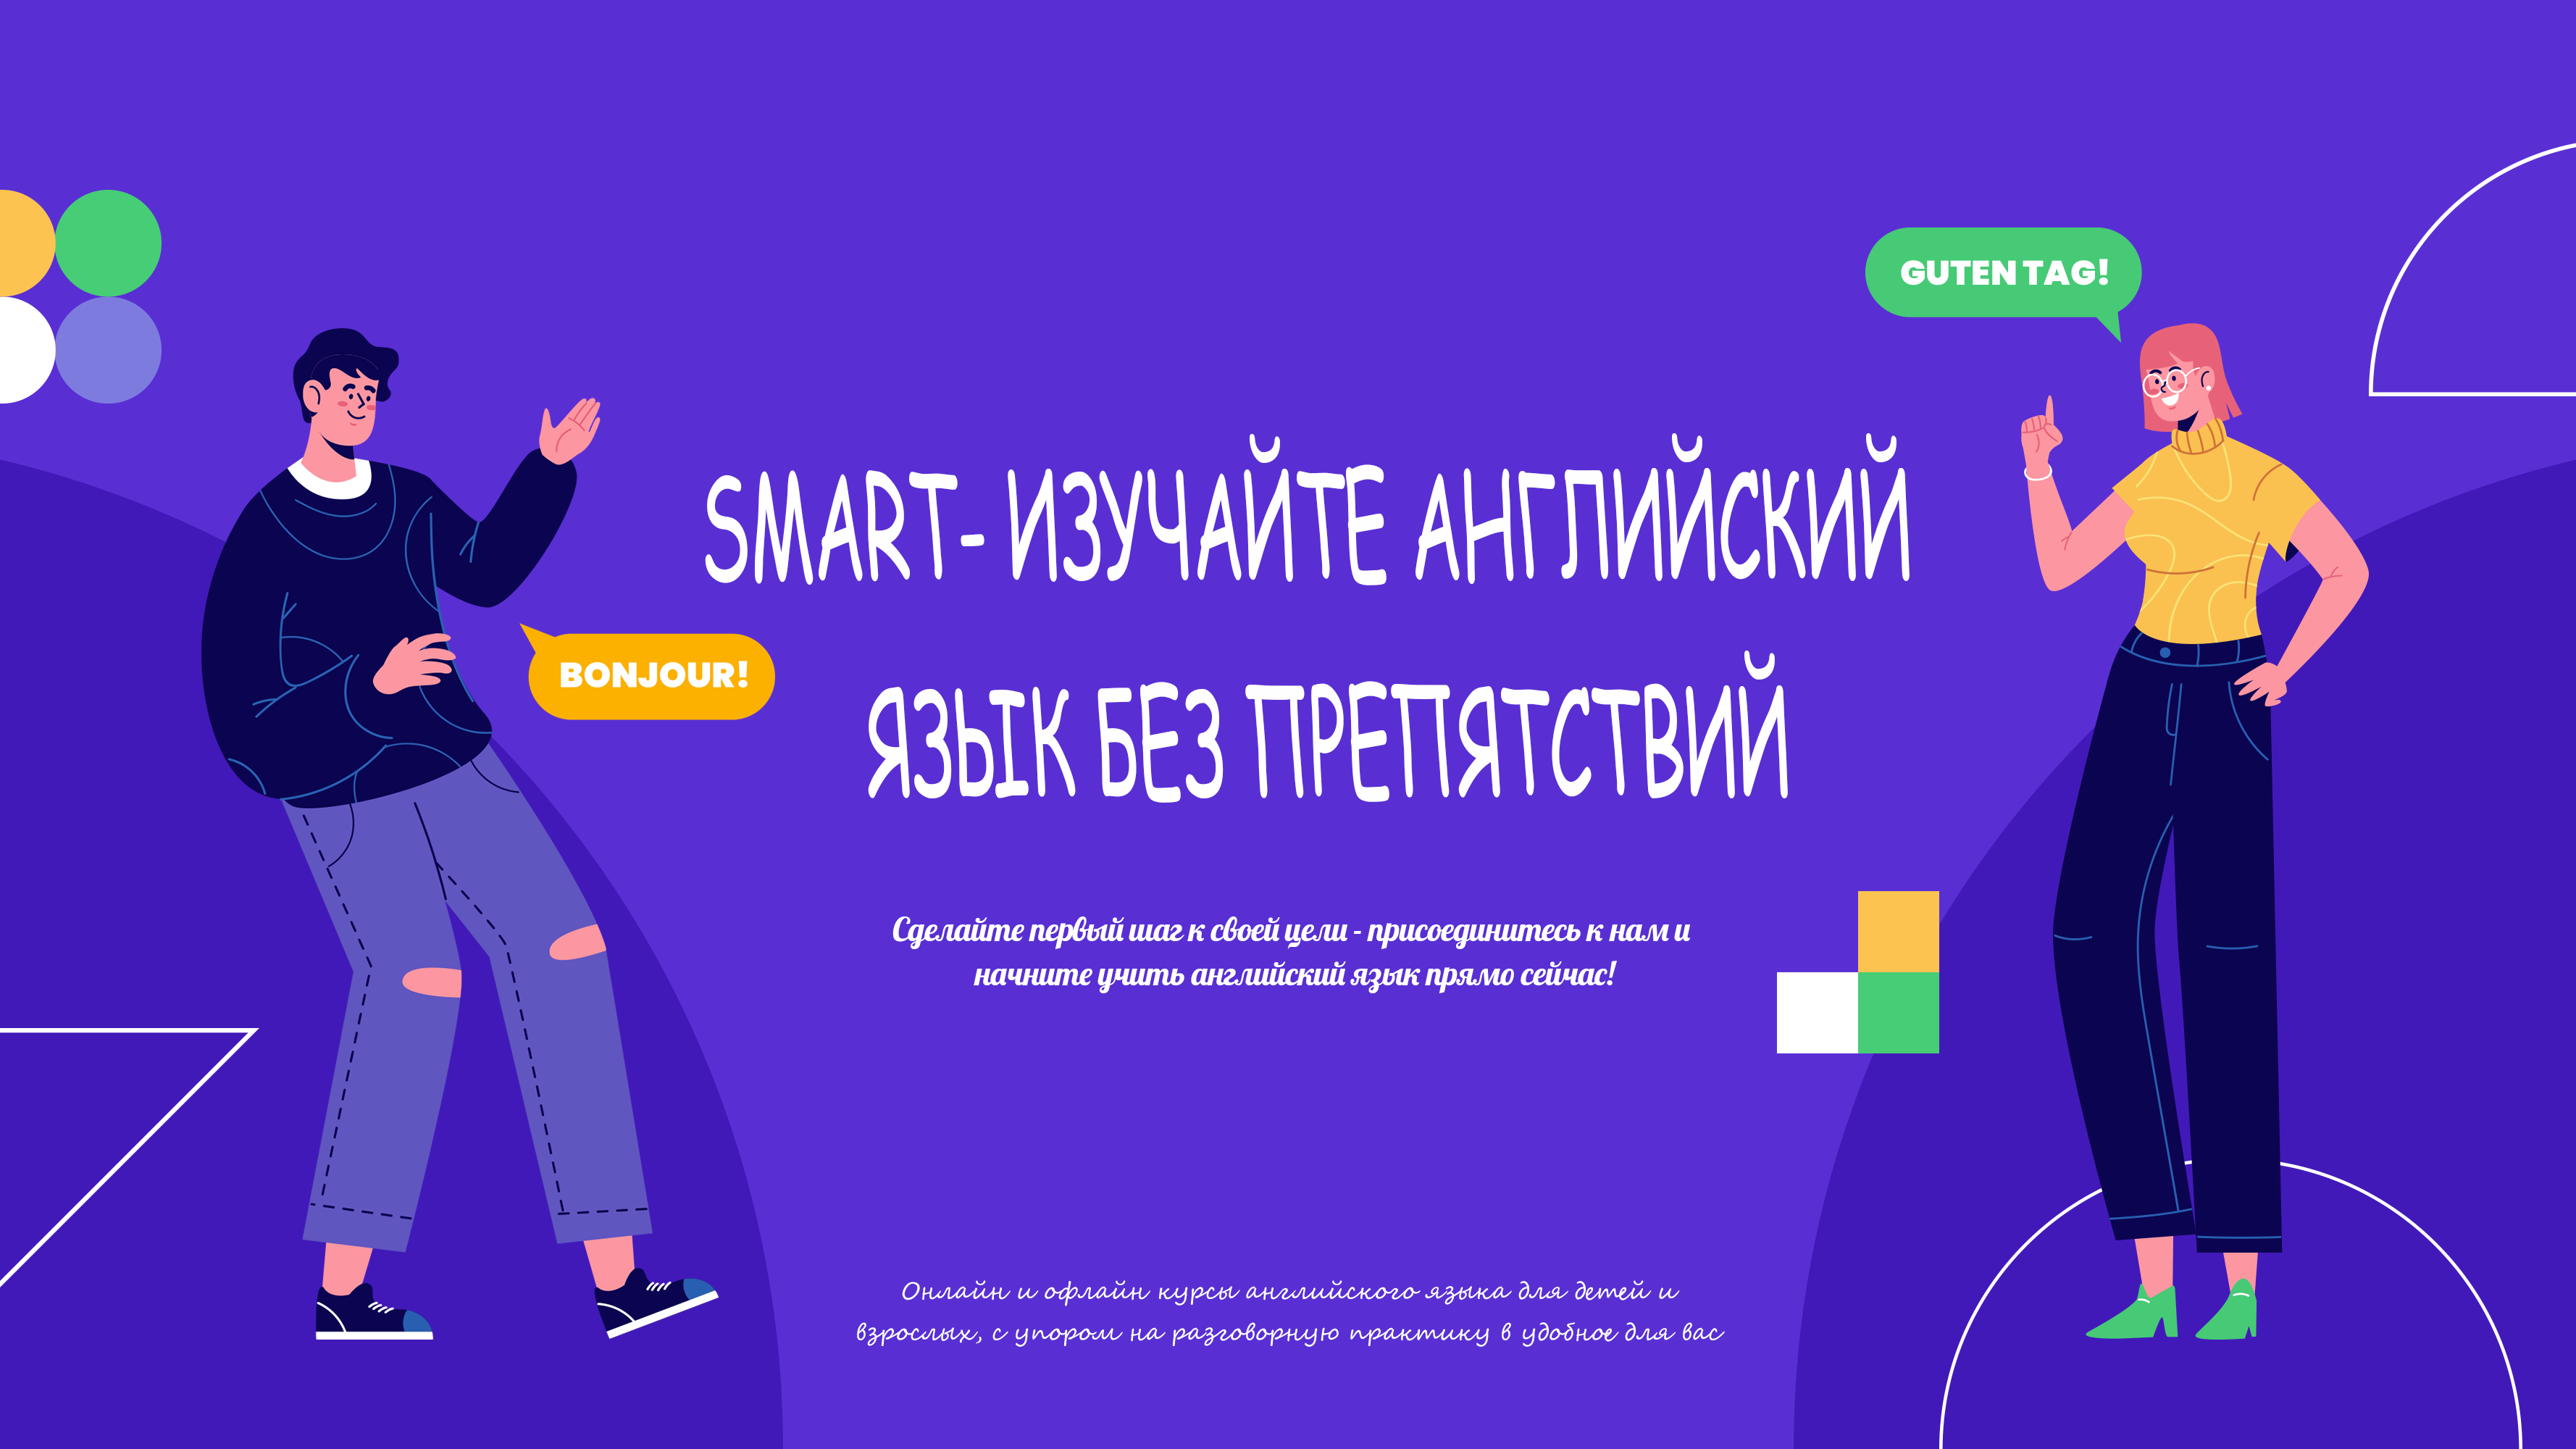 GUTEN TAG!
SMART- ИЗУЧАЙТЕ АНГЛИЙСКИЙ
BONJOUR!
ЯЗЫК БЕЗ ПРЕПЯТСТВИЙ
Сделайте первый шаг к своей цели - присоединитесь к нам и
начните учить английский язык прямо сейчас!
Онлайн и офлайн курсы английского языка для детей и
взрослых, с упором на разговорную практику в удобное для вас